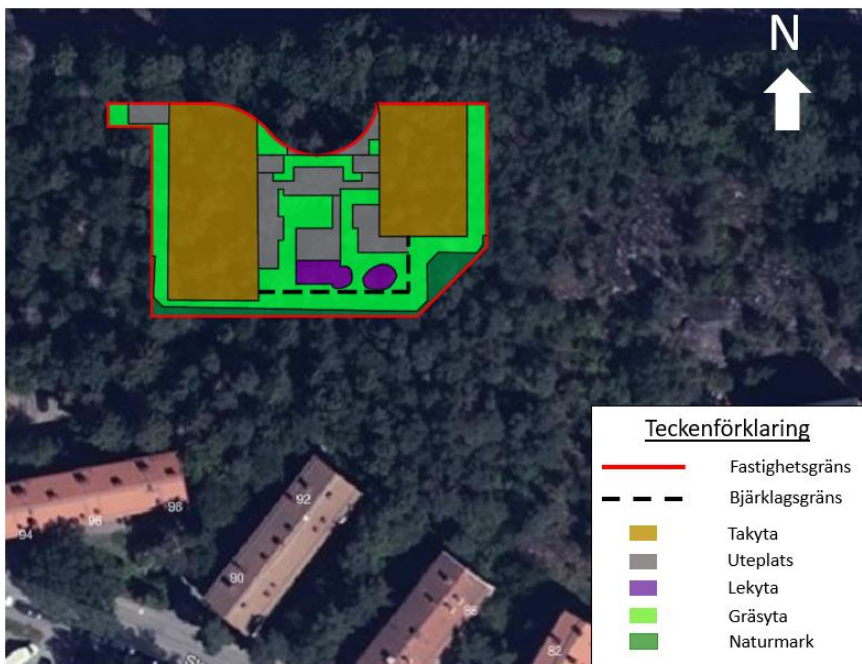 N
Teckenförklaring
Fastighetsgräns
Bjärklagsgräns
Takyta
Uteplats
Lekyta
Gräsyta
Naturmark
98
96
94
92
90
86
82